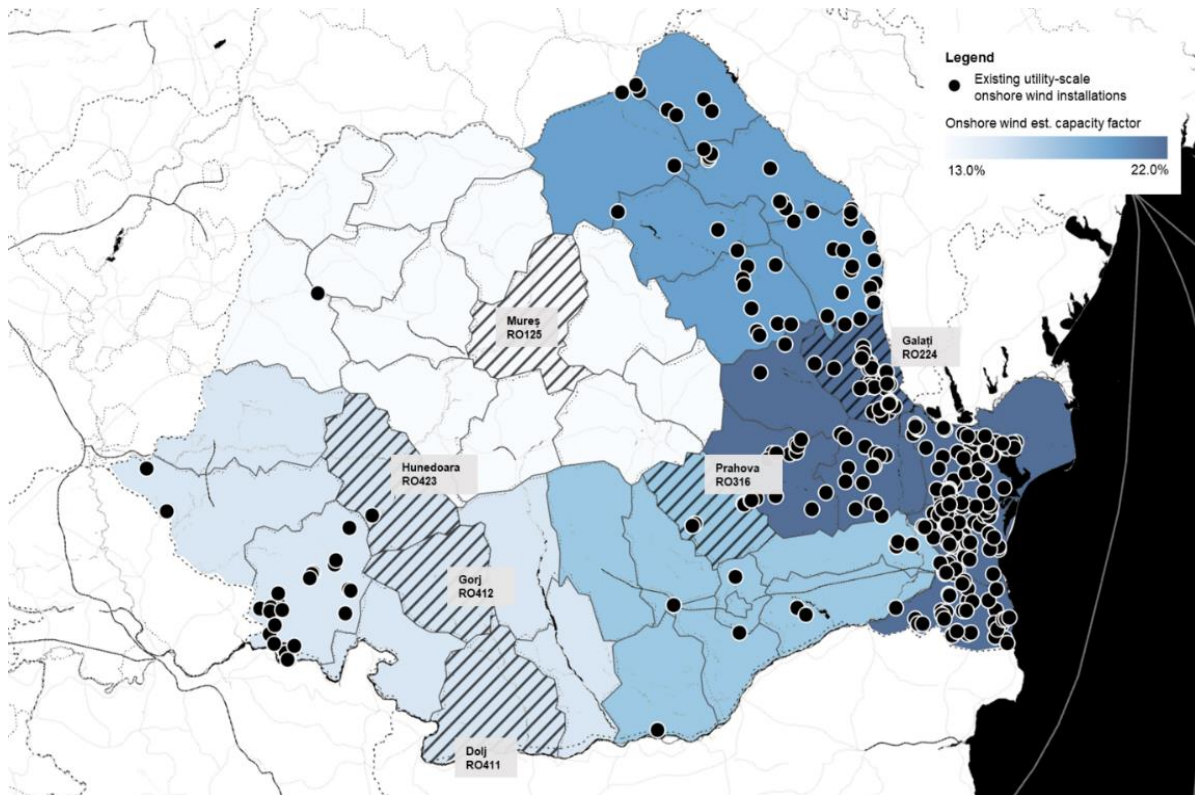 Legend
Existing utility-scale
onshore wind installations
Onshore wind est. capacity factor
13.0%
22.0%
Mureș
RO125
Galați
RO224
Hunedoara
RO423
Prahova
RO316
Gorj
RO412
Dolj
RO411